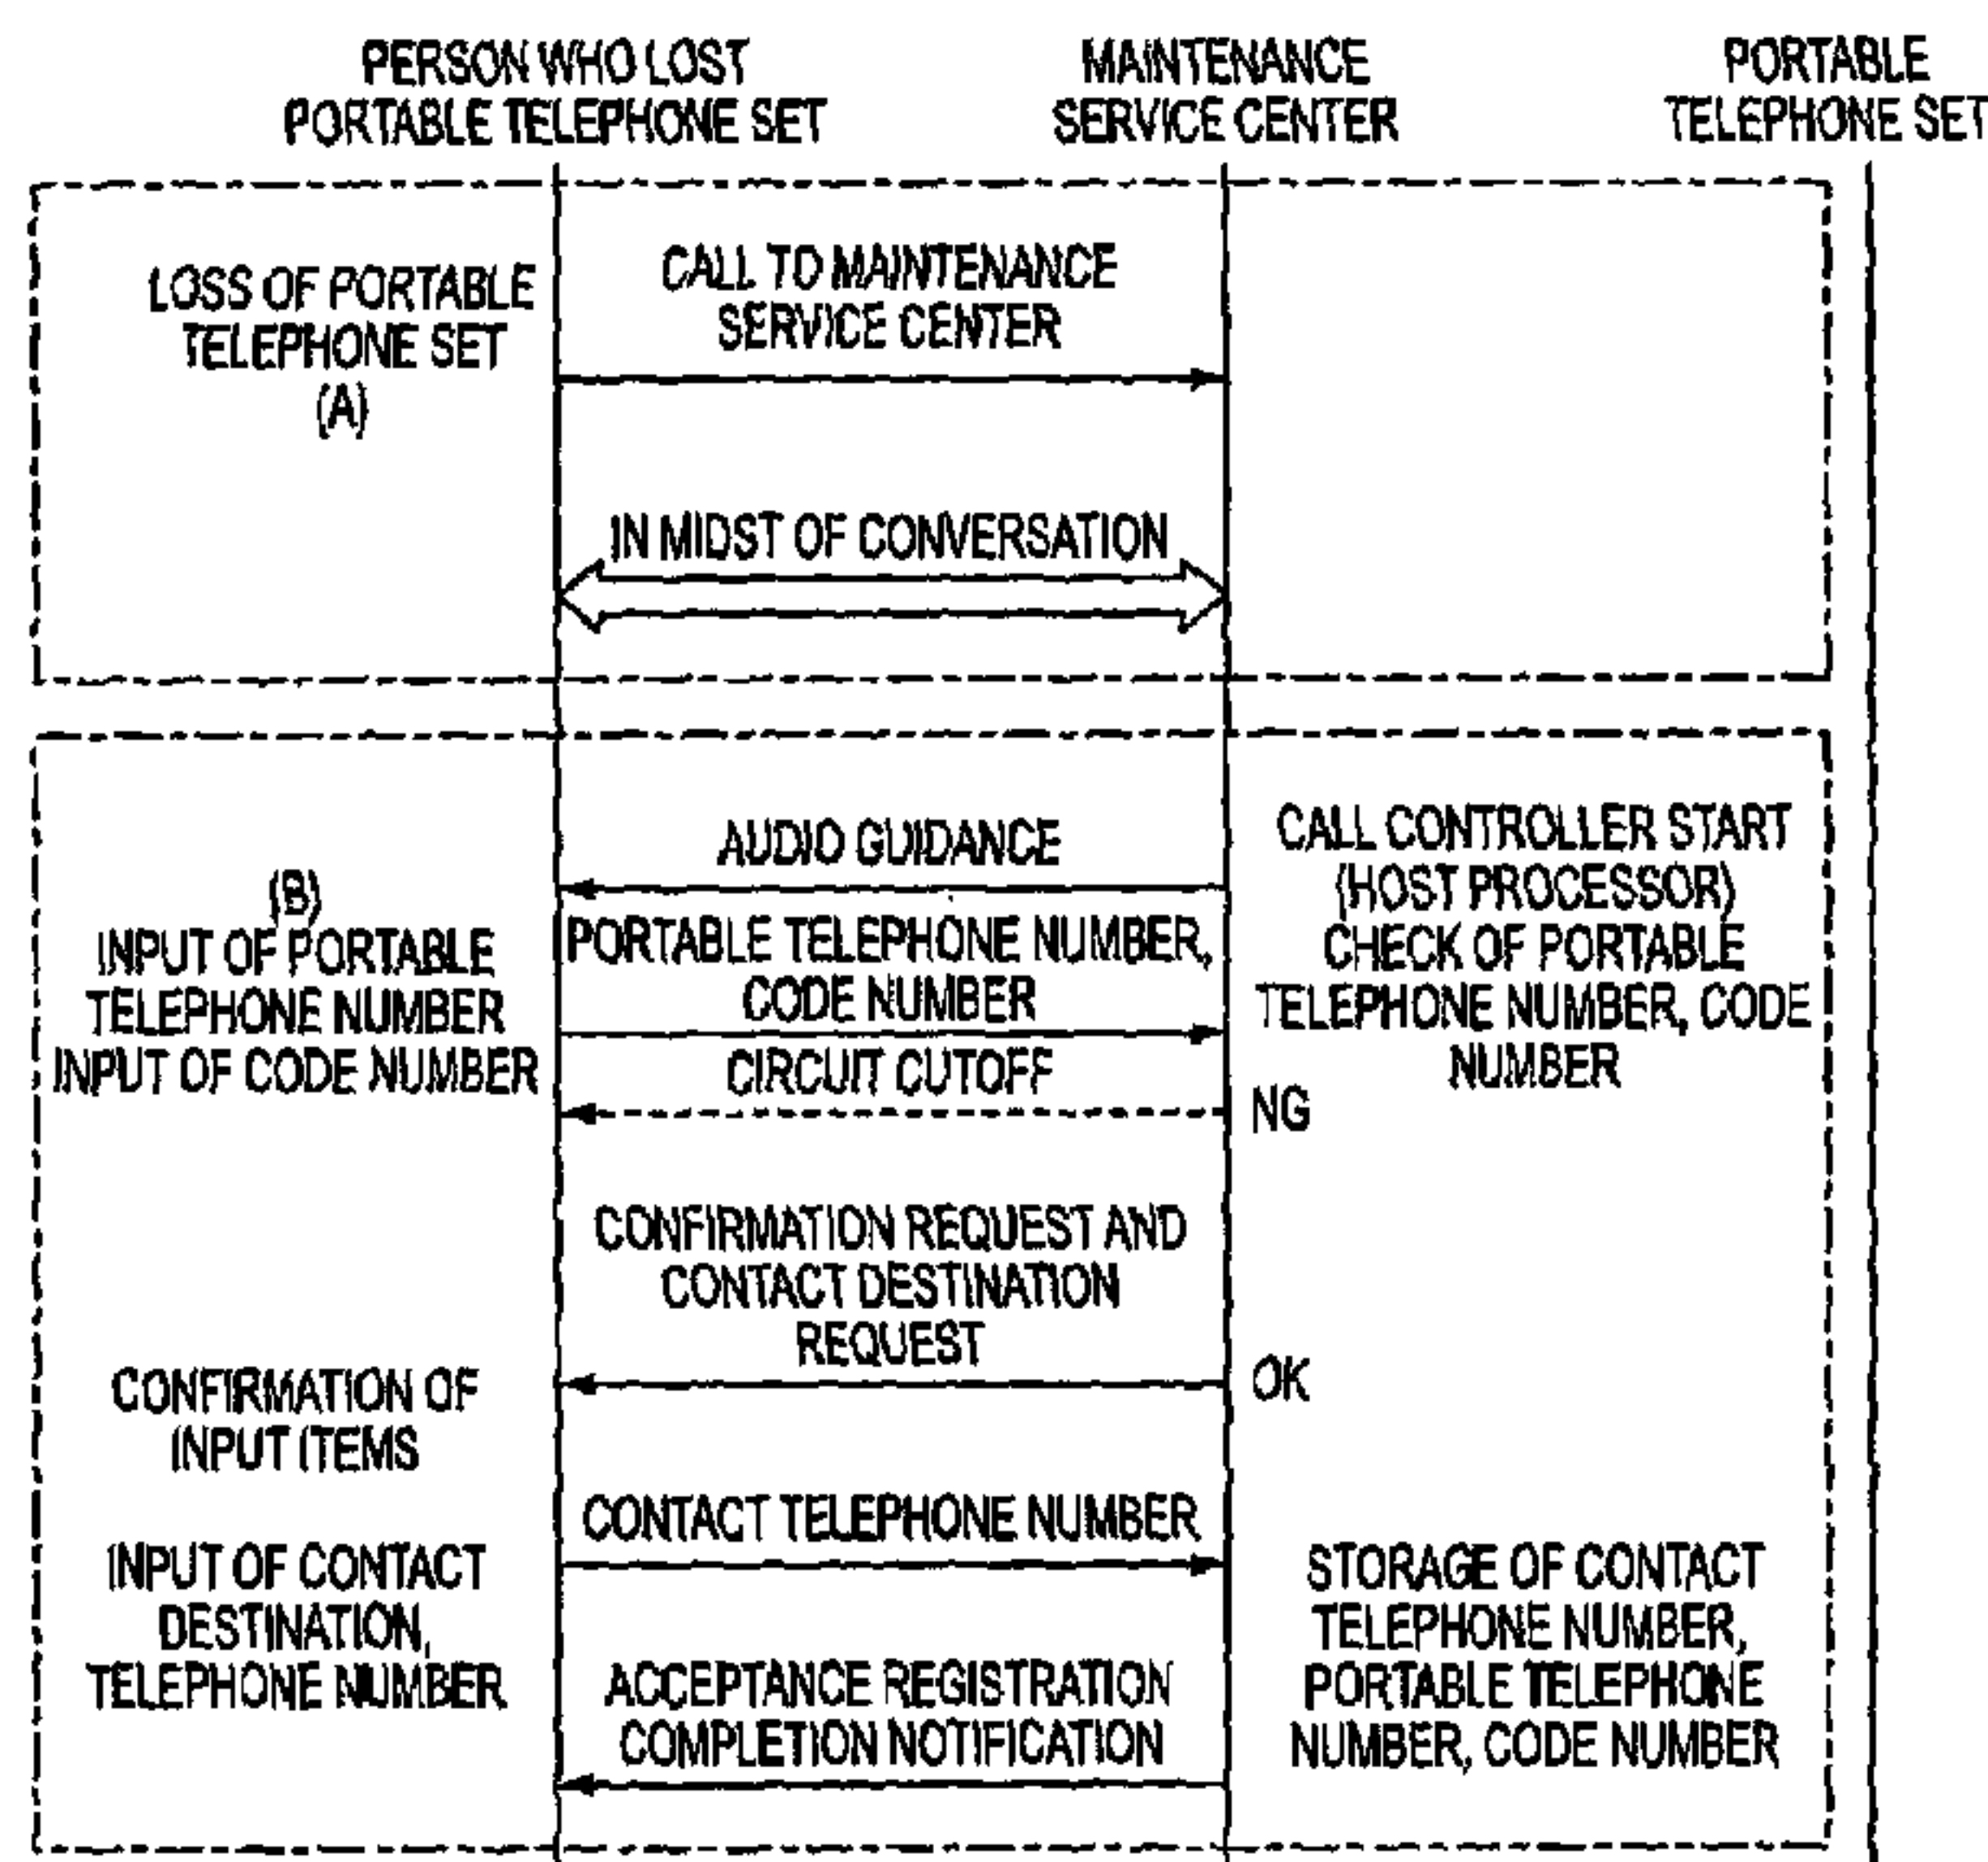 PERSON WHO LOST
PORTABLE TELEPHONE SET
MAINTENANCE
SERVICE CENTER
PORTABLE
TELEPHONE SET
LOSS OF PORTABLE
TELEPHONE SET
(A)
CALL TO MAINTENANCE
SERVICE CENTER
IN MIDST OF CONVERSATION
AUDIO GUIDANCE
CALL CONTROLLER START
(HOST PROCESSOR)
CHECK OF PORTABLE
TELEPHONE NUMBER, CODE
NUMBER
(B)
INPUT OF PORTABLE
TELEPHONE NUMBER
INPUT OF CODE NUMBER
PORTABLE TELEPHONE NUMBER,
CODE NUMBER
CIRCUIT CUTOFF
NG
CONFIRMATION REQUEST AND
CONTACT DESTINATION
REQUEST
OK
CONFIRMATION OF
INPUT ITEMS
CONTACT TELEPHONE NUMBER
INPUT OF CONTACT
DESTINATION,
TELEPHONE NUMBER
STORAGE OF CONTACT
TELEPHONE NUMBER,
PORTABLE TELEPHONE
NUMBER, CODE NUMBER
ACCEPTANCE REGISTRATION
COMPLETION NOTIFICATION